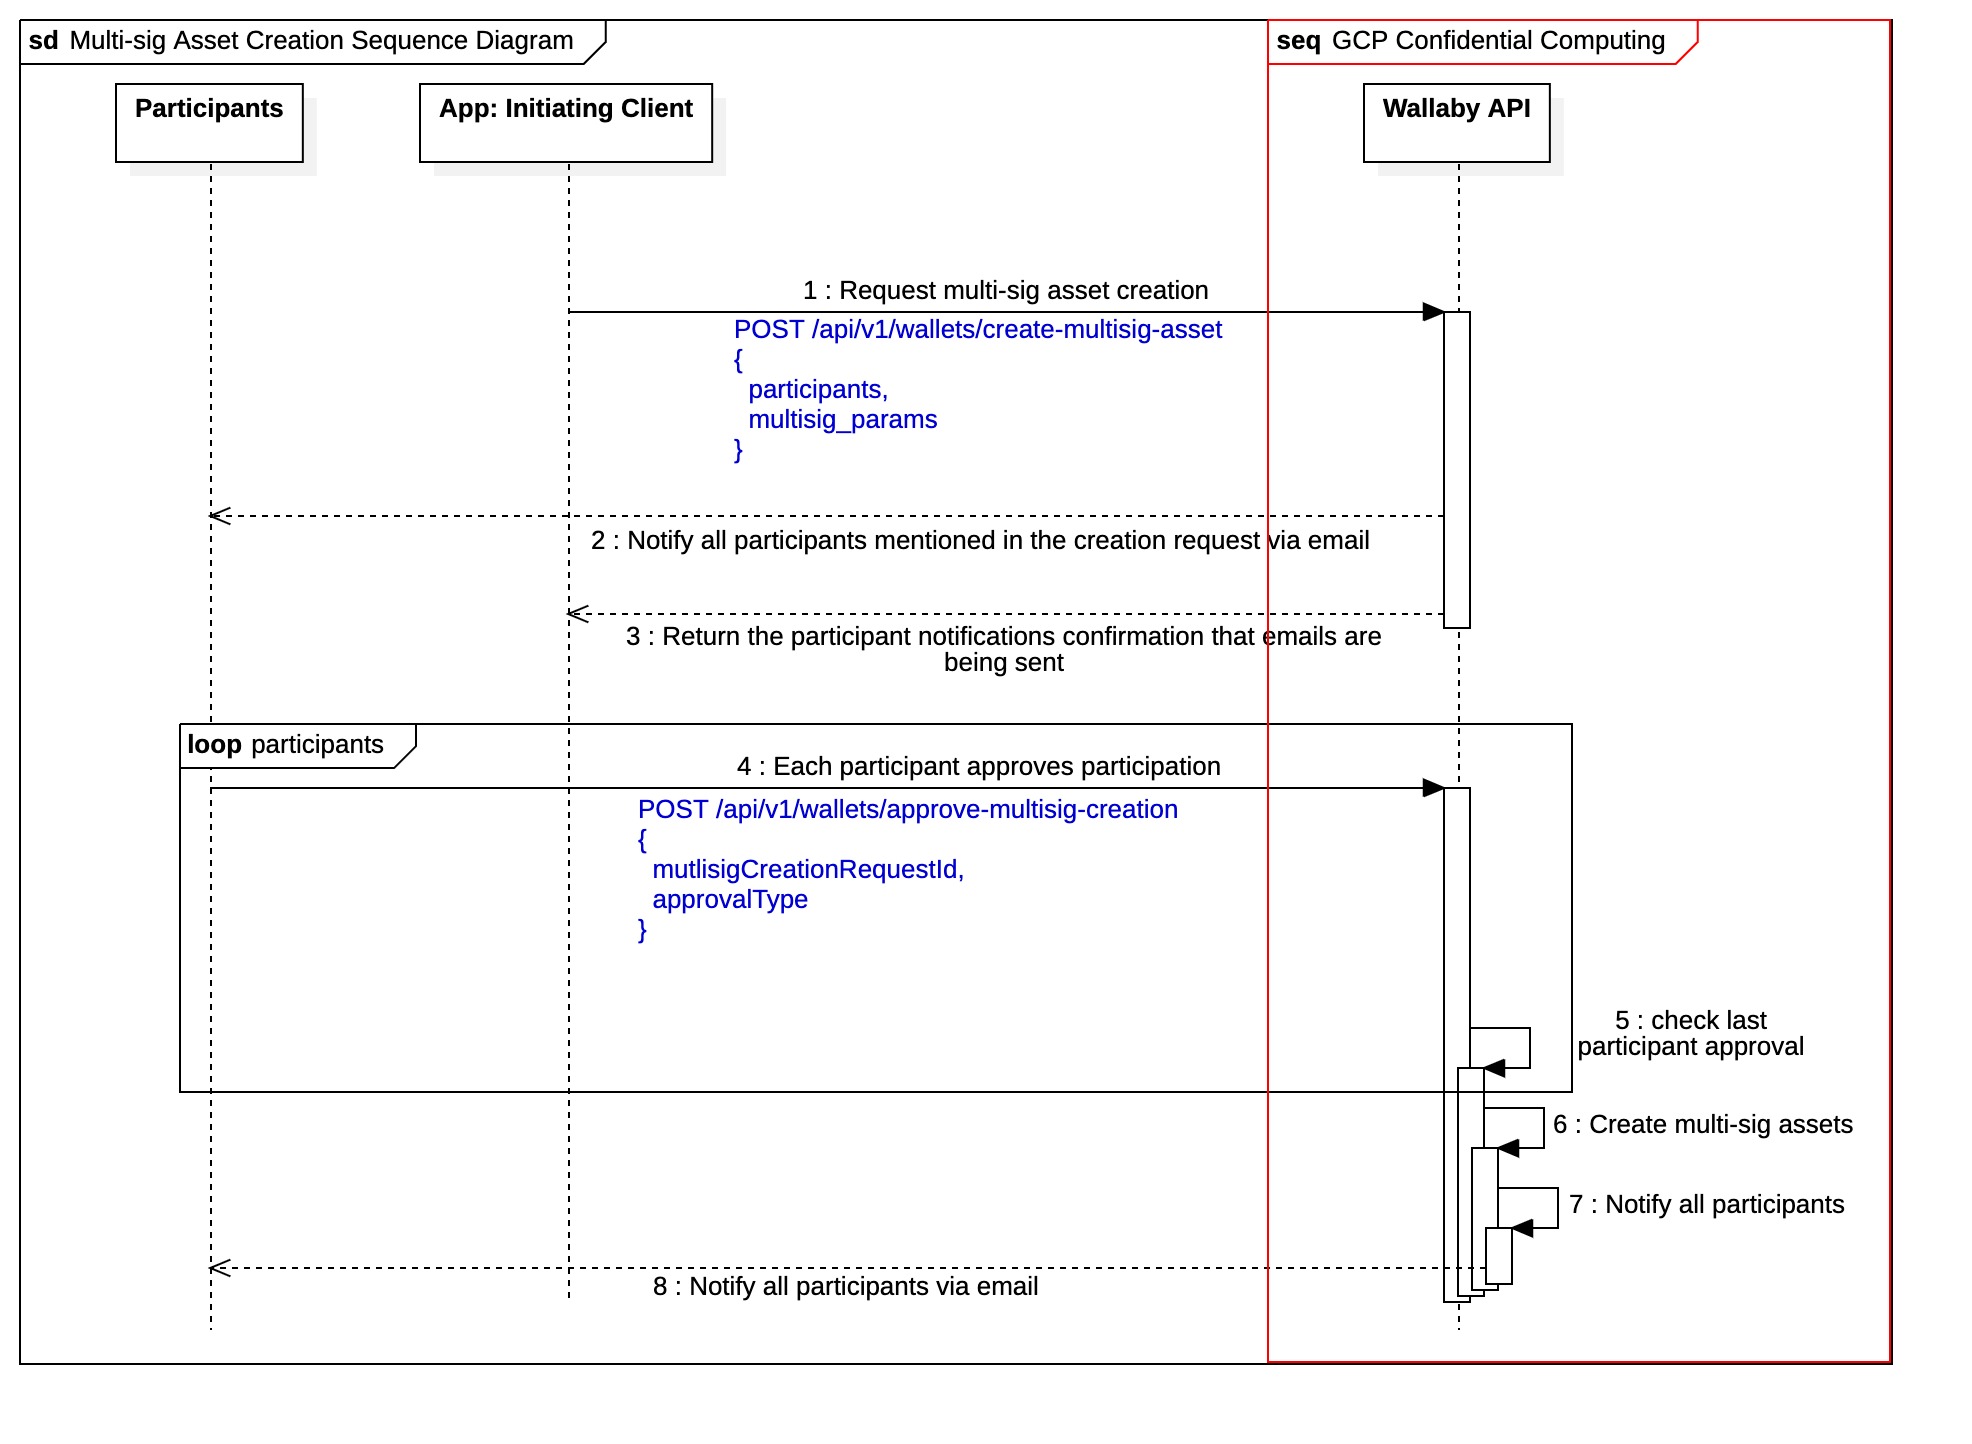 sd Multi-sig Asset Creation Sequence Diagram
seq GCP Confidential Computing
Participants
App: Initiating Client
Wallaby API
1 : Request multi-sig asset creation
POST /api/v1/wallets/create-multisig-asset
{
participants,
multisig_params
}
2 : Notify all participants mentioned in the creation request via email
3 : Return the participant notifications confirmation that emails are
being sent
loop participants
4 : Each participant approves participation
POST /api/v1/wallets/approve-multisig-creation
{
mutlisigCreationRequestId,
approvalType
}
5 : check last
participant approval
6 : Create multi-sig assets
7 : Notify all participants
8 : Notify all participants via email